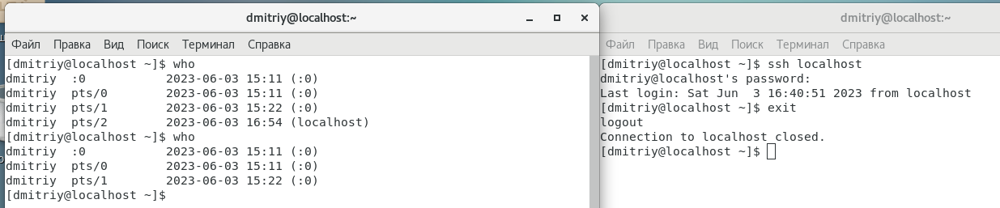 dmitriy@localhost:~
Файл Правка Вид Поиск Терминал Справка
[dmitriy@localhost ~]$ who
dmitriy  :0           2023-06-03 15:11 (:0)
dmitriy  pts/0        2023-06-03 15:11 (:0)
dmitriy  pts/1        2023-06-03 15:22 (:0)
dmitriy  pts/2        2023-06-03 16:54 (localhost)
[dmitriy@localhost ~]$ who
dmitriy  :0           2023-06-03 15:11 (:0)
dmitriy  pts/0        2023-06-03 15:11 (:0)
dmitriy  pts/1        2023-06-03 15:22 (:0)
[dmitriy@localhost ~]$
dmitriy@localhost:~
Файл Правка Вид Поиск Терминал Справка
[dmitriy@localhost ~]$ ssh localhost
dmitriy@localhost's password:
Last login: Sat Jun  3 16:40:51 2023 from localhost
[dmitriy@localhost ~]$ exit
logout
Connection to localhost closed.
[dmitriy@localhost ~]$